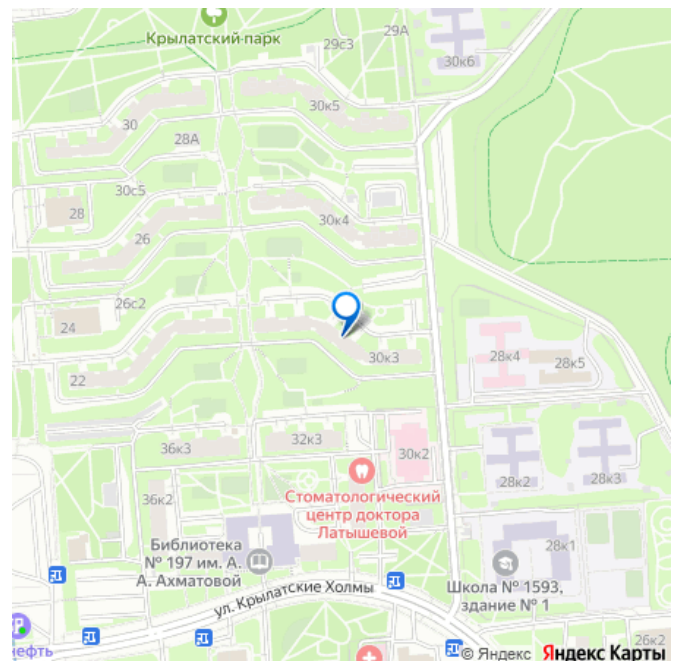 Крылатский парк
29с3
29А
30к6
30
30к5
28А
30с5
28
26
30к4
26с2
24
22
30к3
28к4
28к5
36к3
32к3
30к2
28к2
28к3
36к2
Стоматологический
центр доктора
Латышевой
Библиотека
№ 197 им. А.
А. Ахматовой
28к1
Школа № 1593,
здание № 1
ул. Крылатские Холмы
нефть
26к2
© Яндекс Яндекс Карты